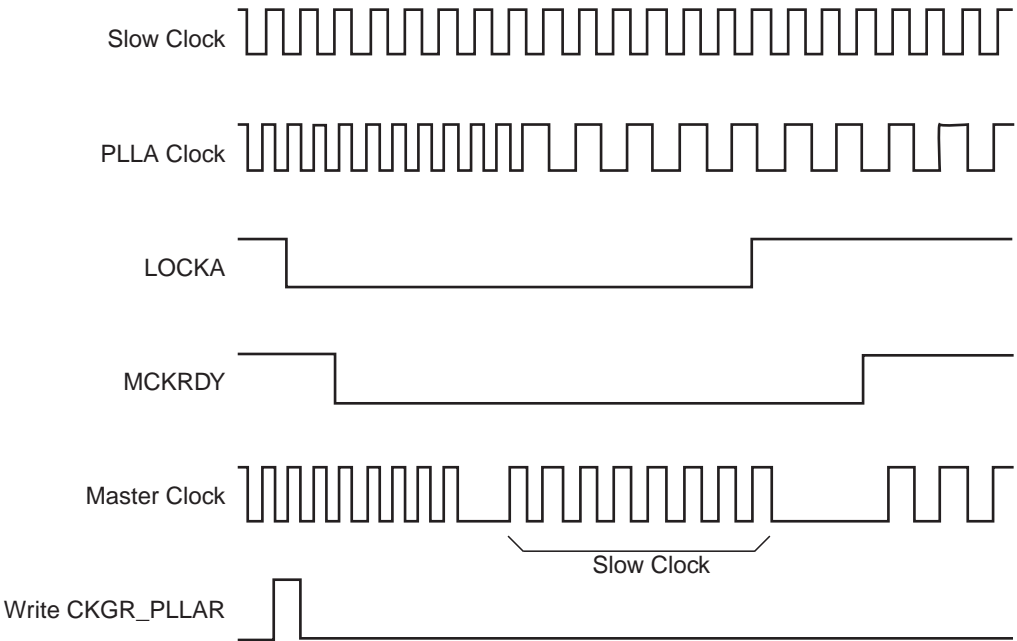 Slow Clock
PLLA Clock
LOCKA
MCKRDY
Master Clock
Slow Clock
Write CKGR_PLLAR